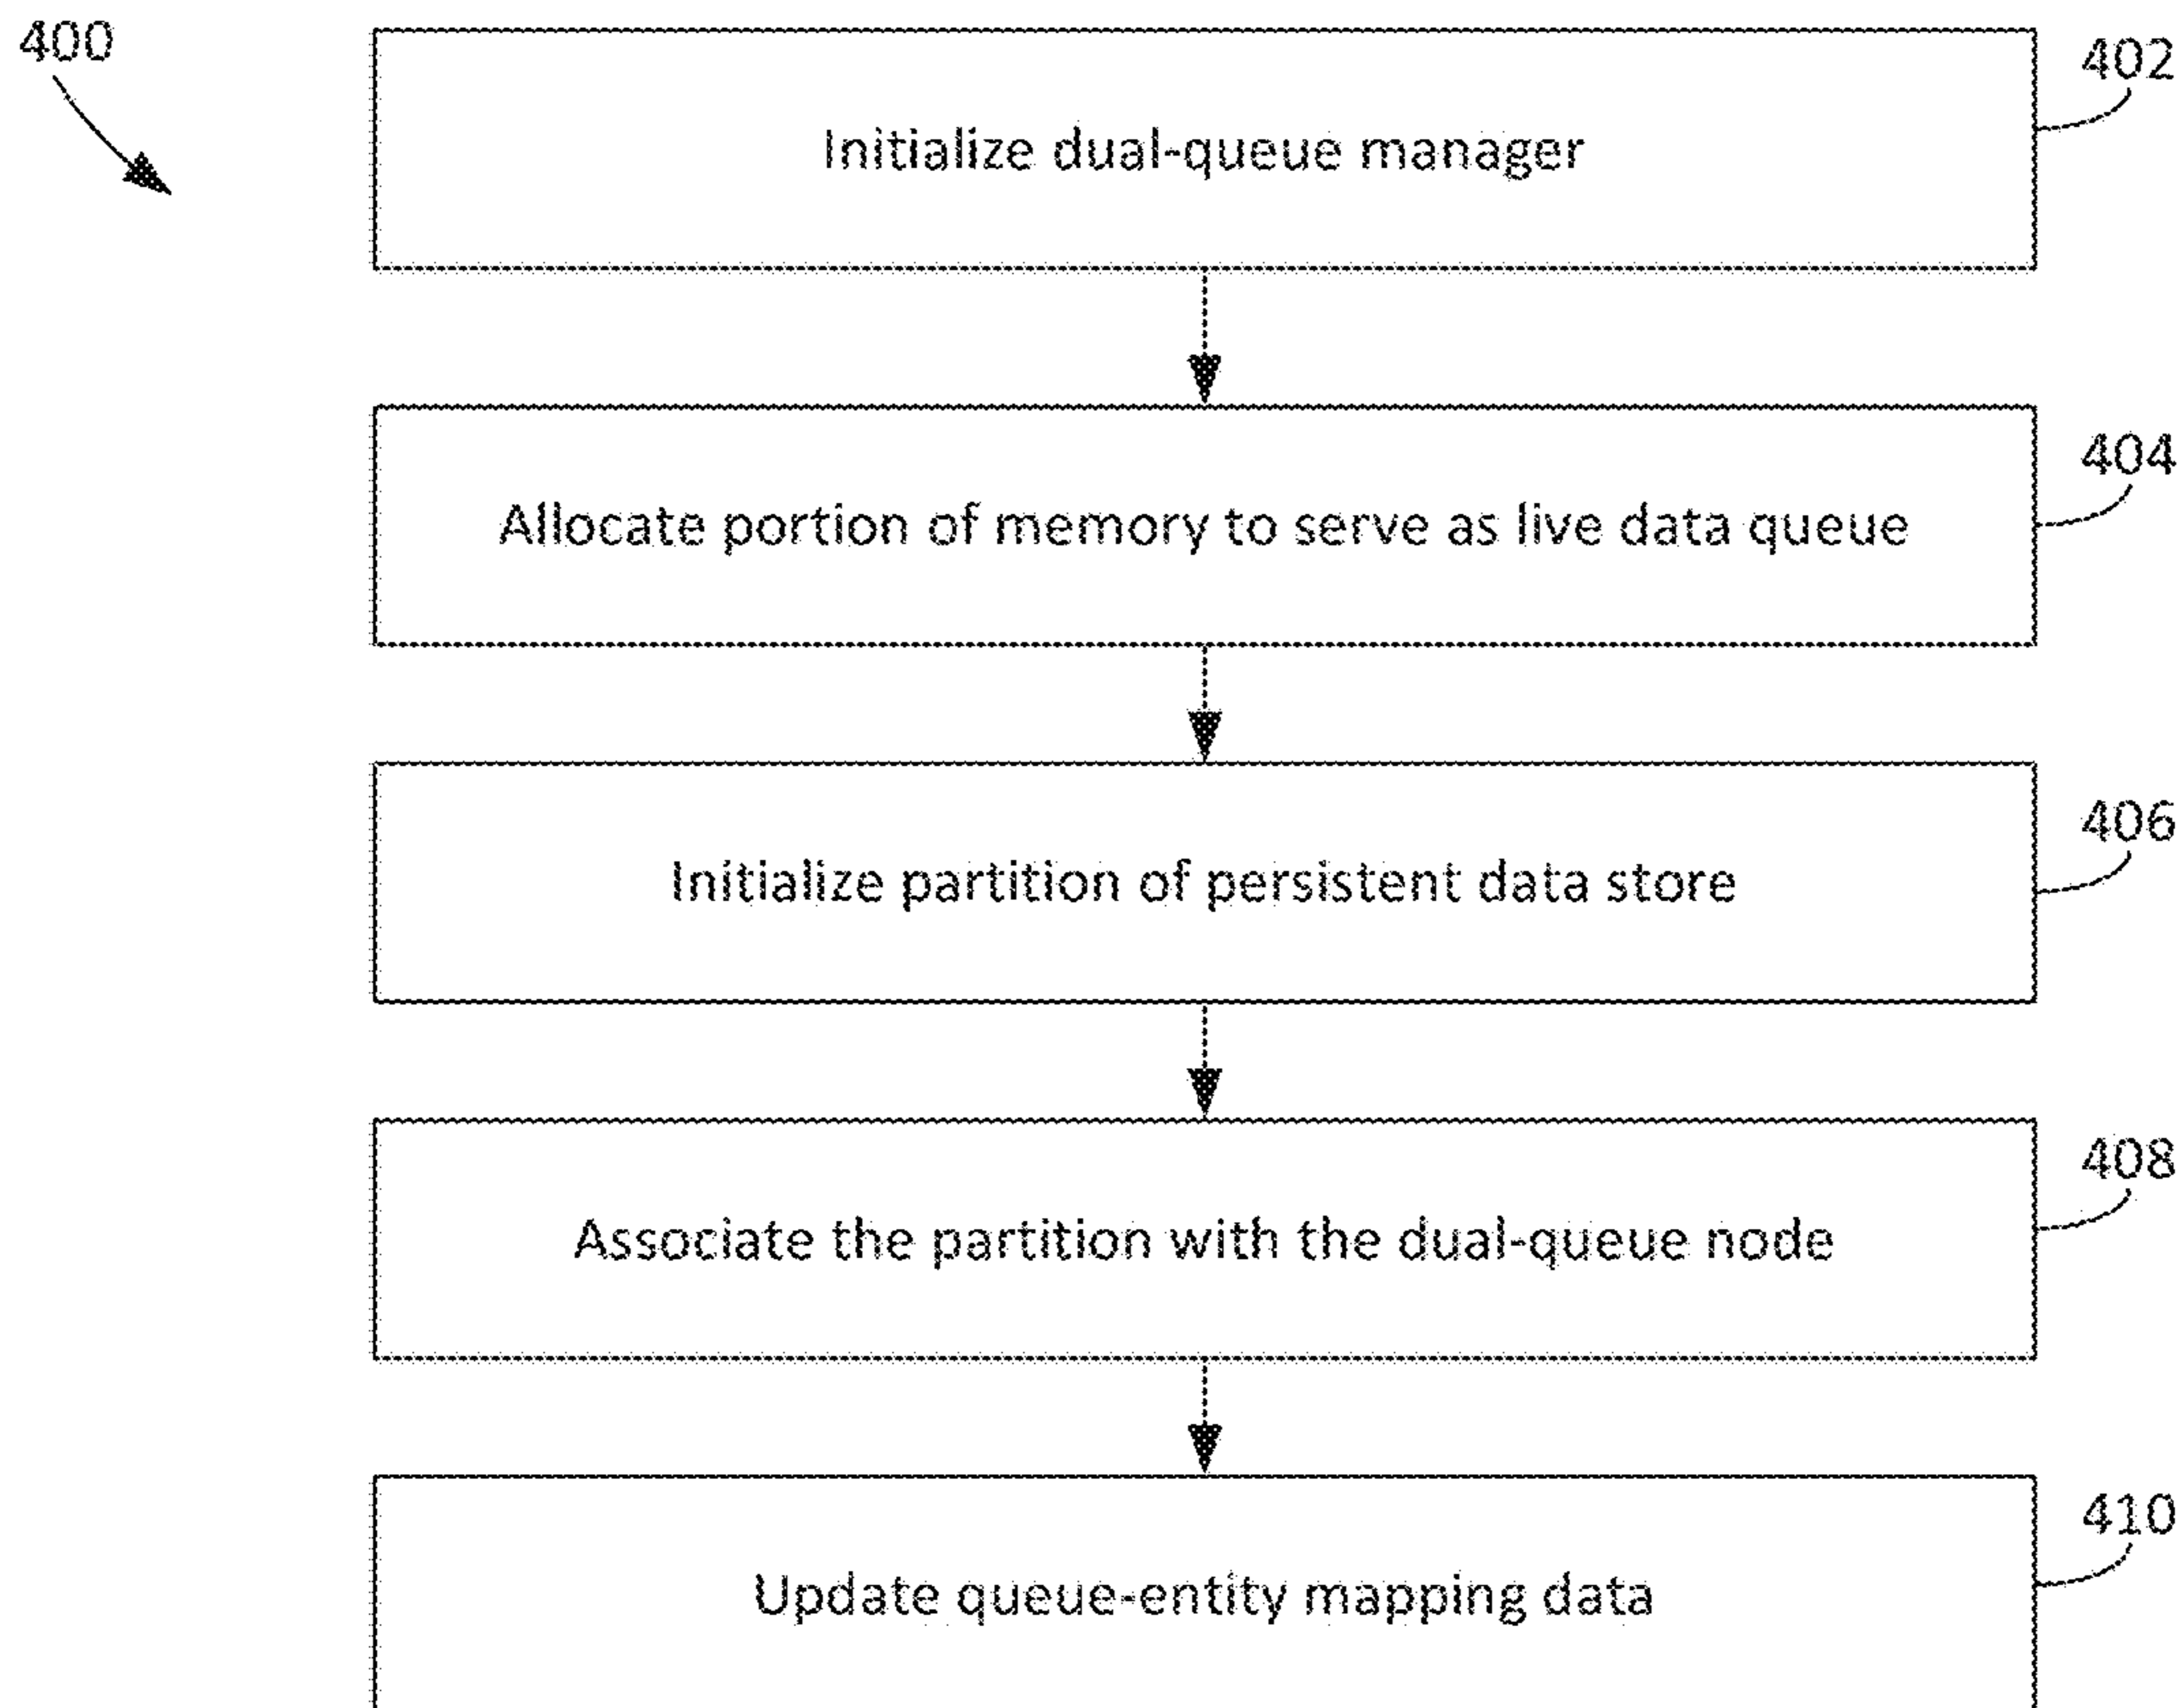 400
402
Initialize dual-queue manager
404
Allocate portion of memory to serve as live data queue
406
Initialize partition of persistent data store
408
Associate the partition with the dual-queue node
410
Update queue-entity mapping data